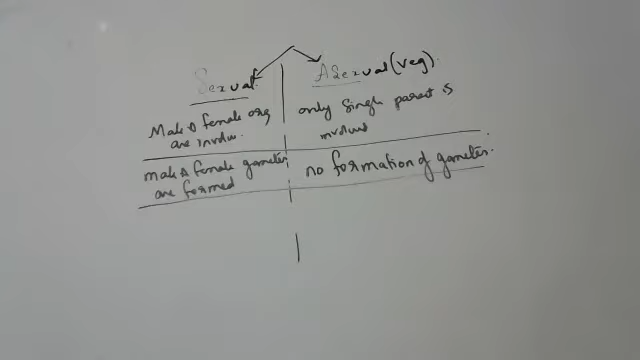 Sexual
Asexual (veg).
Male & female org
are involv.
only single parent is
involved
male & female gametes
are formed
no formation of gametes.